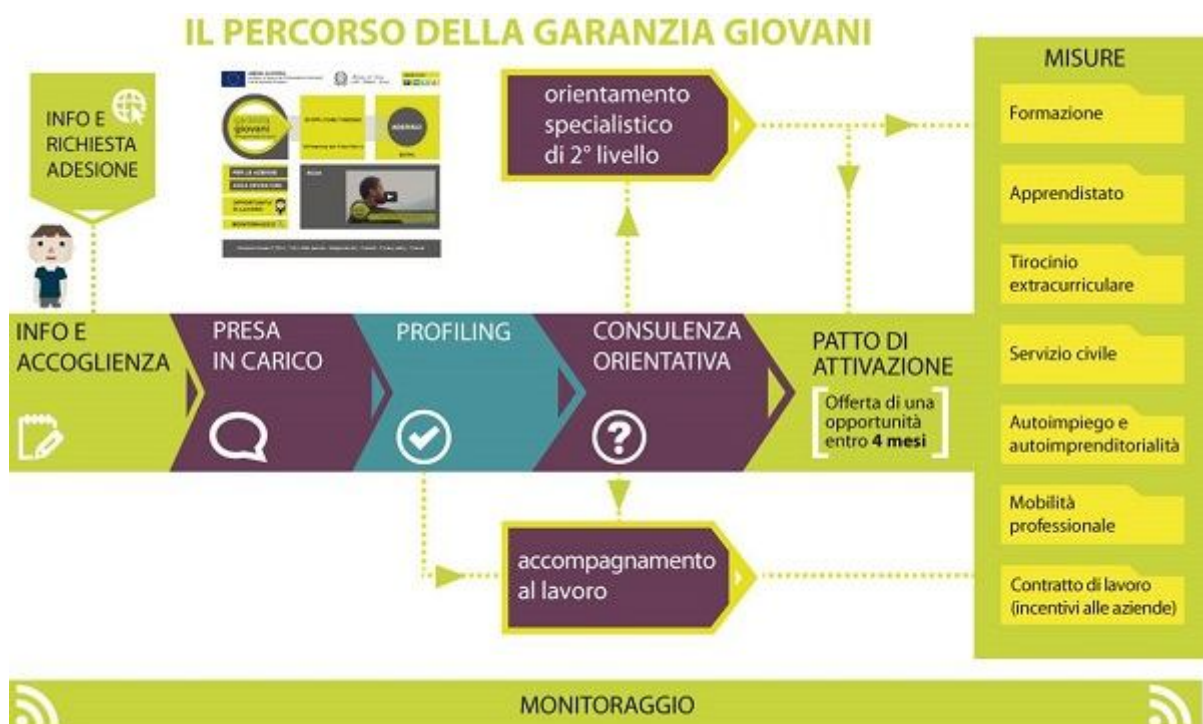 IL PERCORSO DELLA GARANZIA GIOVANI
INFO E
RICHIESTA
ADESIONE
garanzia
giovani
orientamento
specialistico
di 2° livello
INFO E
ACCOGLIENZA
PRESA
IN CARICO
PROFILING
CONSULENZA
ORIENTATIVA
PATTO DI
ATTIVAZIONE
Offerta di una
opportunità
entro 4 mesi
accompagnamento
al lavoro
MISURE
Formazione
Apprendistato
Tirocinio
extracurriculare
Servizio civile
Autoimpiego e
autoimprenditorialità
Mobilità
professionale
Contratto di lavoro
(incentivi alle aziende)
MONITORAGGIO